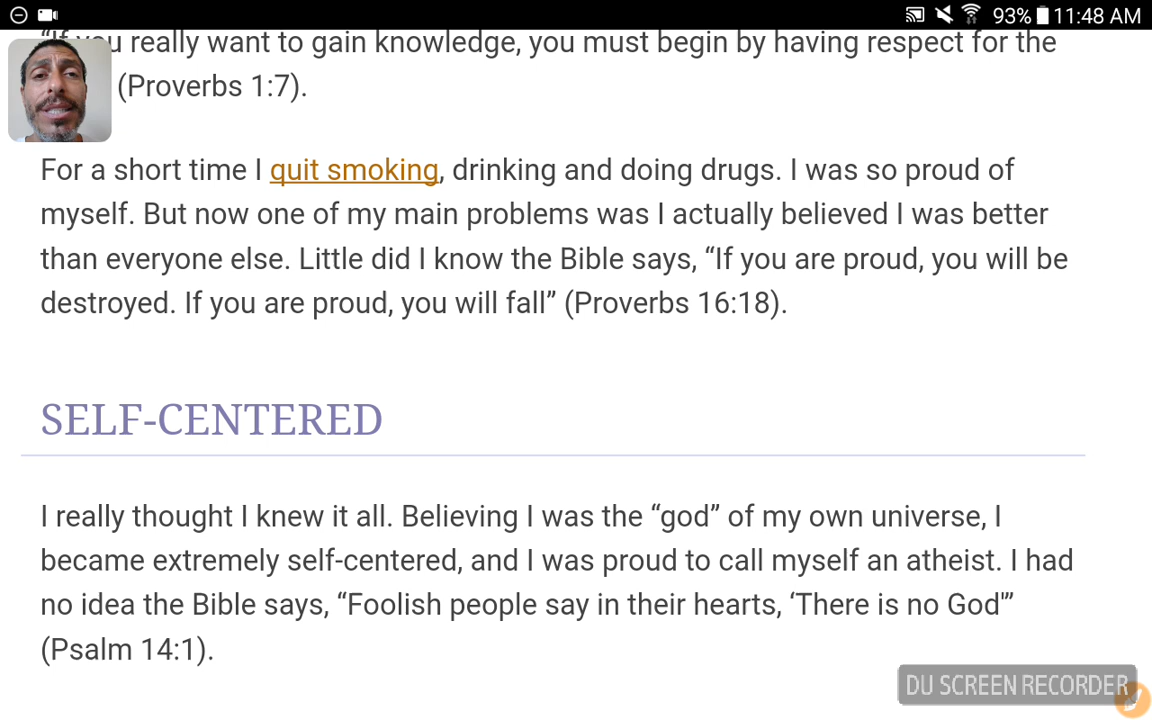 93% 11:48 AM
“If you really want to gain knowledge, you must begin by having respect for the
(Proverbs 1:7).
For a short time I quit smoking, drinking and doing drugs. I was so proud of
myself. But now one of my main problems was I actually believed I was better
than everyone else. Little did I know the Bible says, “If you are proud, you will be
destroyed. If you are proud, you will fall” (Proverbs 16:18).
SELF-CENTERED
I really thought I knew it all. Believing I was the “god” of my own universe, I
became extremely self-centered, and I was proud to call myself an atheist. I had
no idea the Bible says, “Foolish people say in their hearts, ‘There is no God'”
(Psalm 14:1).
DU SCREEN RECORDER